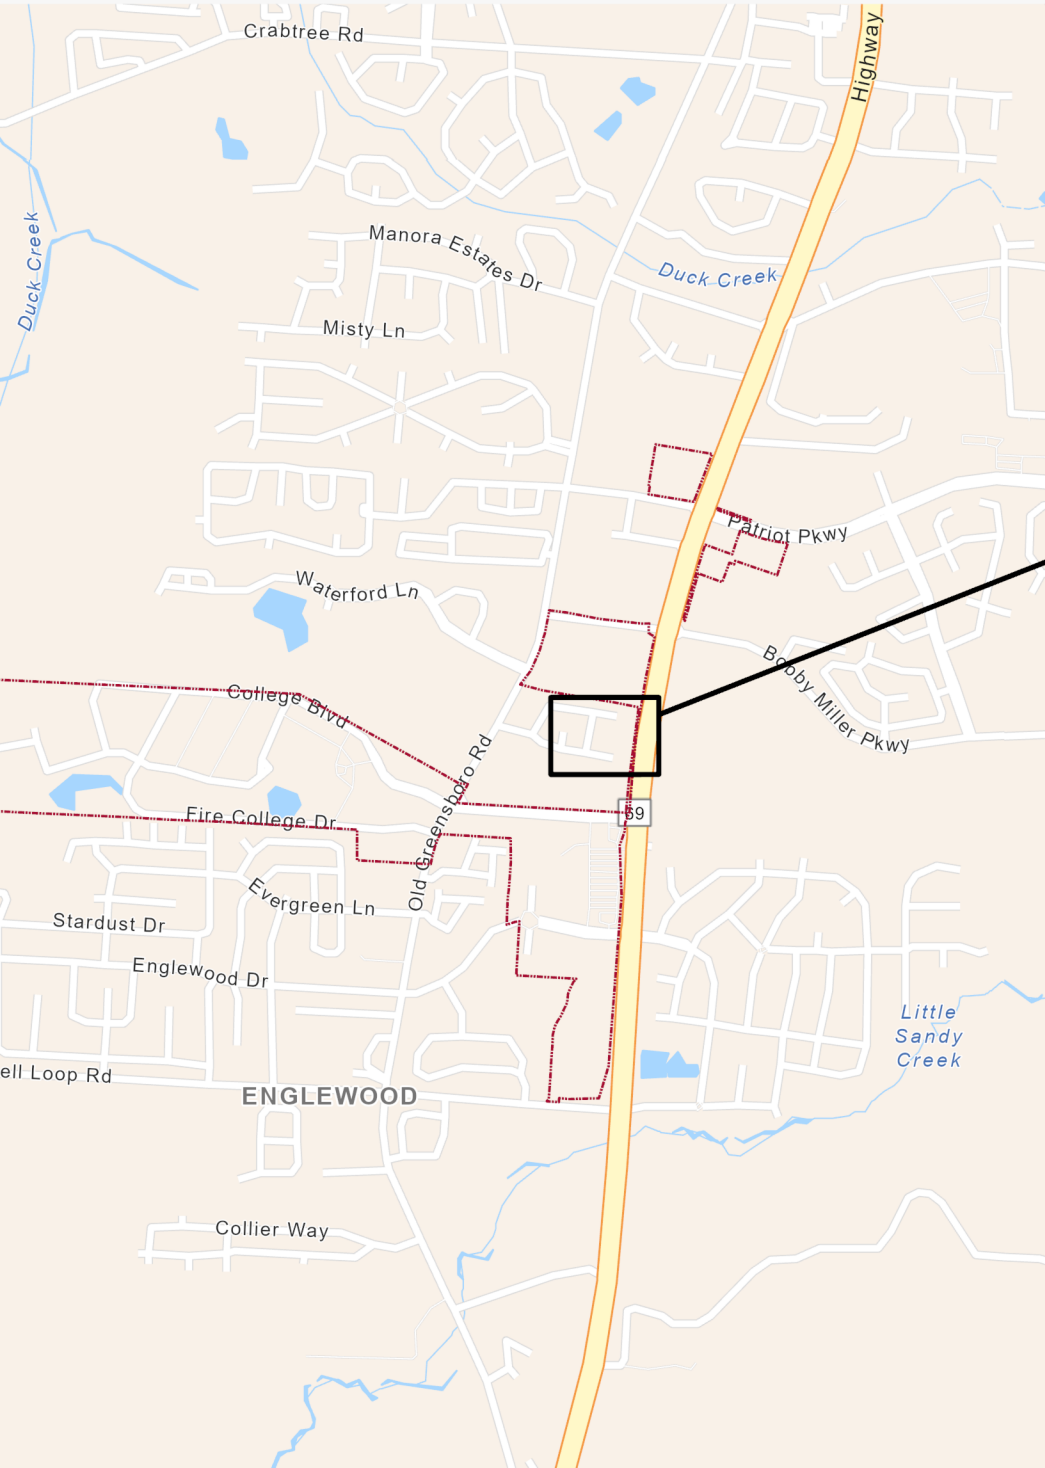 Crabtree Rd
Highway
Duck Creek
Manora Estates Dr
Duck Creek
Misty Ln
Patriot Pkwy
Waterford Ln
Bobby Miller Pkwy
College Blvd
Old Greensboro Rd
69
Fire College Dr
Evergreen Ln
Stardust Dr
Englewood Dr
Little
Sandy
Creek
ell Loop Rd
ENGLEWOOD
Collier Way